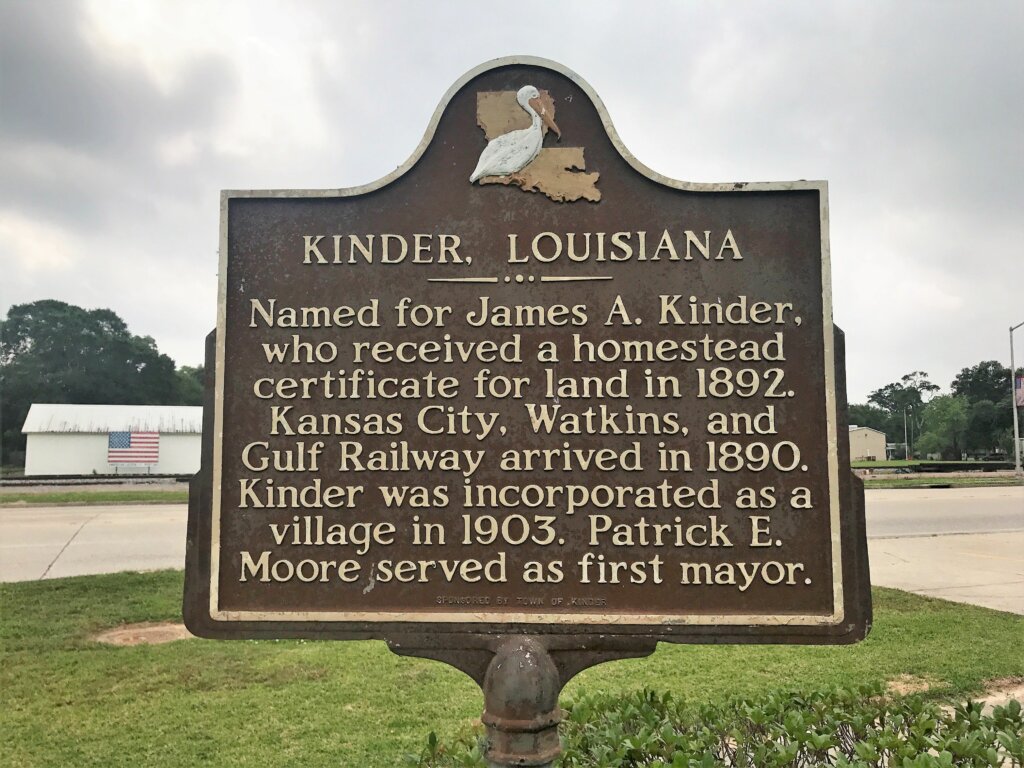 KINDER, LOUISIANA
Named for James A. Kinder,
who received a homestead
certificate for land in 1892.
Kansas City, Watkins, and
Gulf Railway arrived in 1890.
Kinder was incorporated as a
village in 1903. Patrick E.
Moore served as first mayor.
SPONSORED BY TOWN OF KINDER